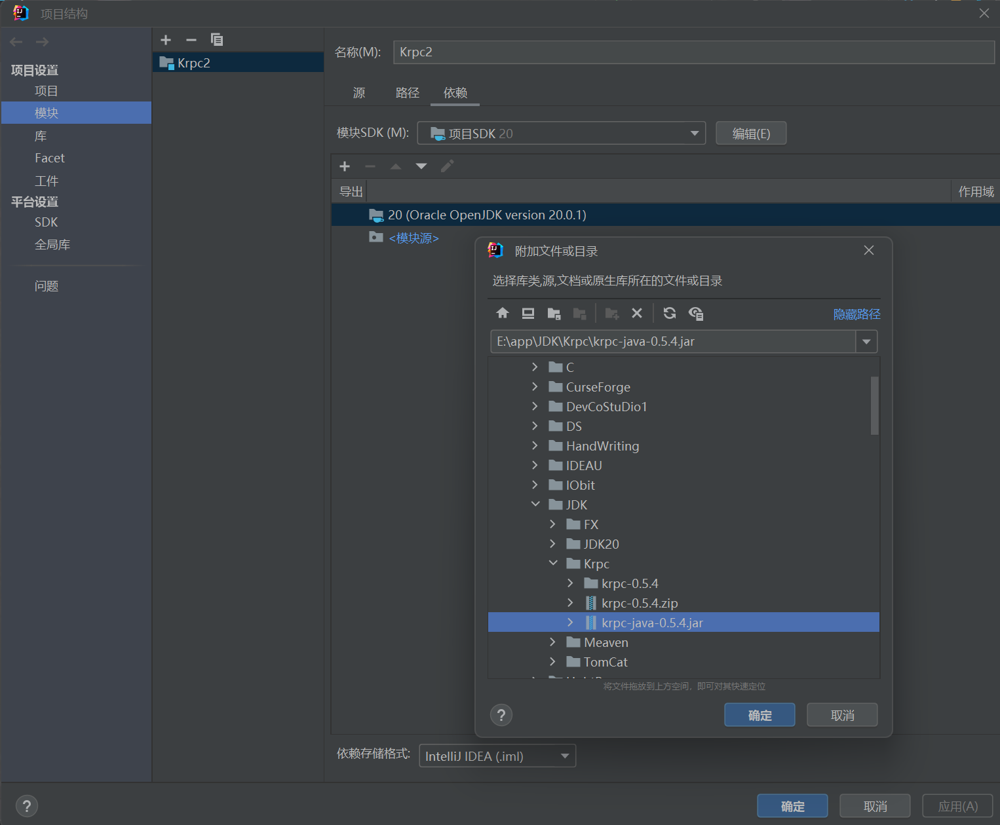 项目结构
项目设置
项目
模块
库
Facet
工件
平台设置
SDK
全局库
问题
Krpc2
名称(M):
Krpc2
源
路径
依赖
模块SDK (M):
项目SDK 20
编辑(E)
导出
作用域
20 (Oracle OpenJDK version 20.0.1)
<模块源>
附加文件或目录
选择库类,源,文档或原生库所在的文件或目录
隐藏路径
E:\app\JDK\Krpc\krpc-java-0.5.4.jar
C
CurseForge
DevCoStuDio1
DS
HandWriting
IDEAU
IObit
JDK
FX
JDK20
Krpc
krpc-0.5.4
krpc-0.5.4.zip
krpc-java-0.5.4.jar
Meaven
TomCat
将文件拖放到上方空间，即可对其快速定位
?
确定
取消
依赖存储格式:
IntelliJ IDEA (.iml)
?
确定
取消
应用(A)